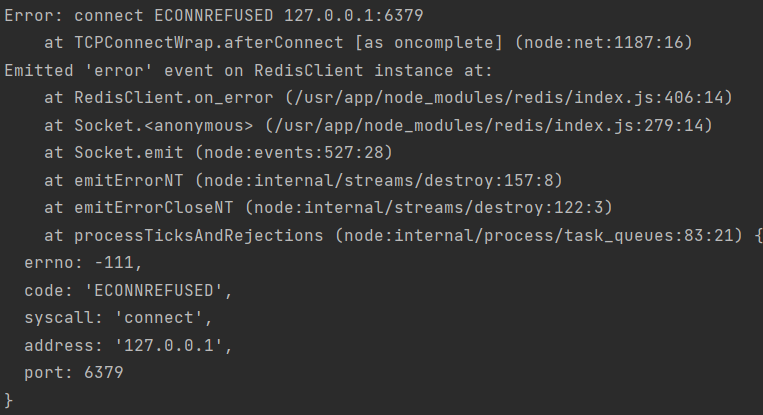 Error: connect ECONNREFUSED 127.0.0.1:6379
    at TCPConnectWrap.afterConnect [as oncomplete] (node:net:1187:16)
Emitted 'error' event on RedisClient instance at:
    at RedisClient.on_error (/usr/app/node_modules/redis/index.js:406:14)
    at Socket.<anonymous> (/usr/app/node_modules/redis/index.js:279:14)
    at Socket.emit (node:events:527:28)
    at emitErrorNT (node:internal/streams/destroy:157:8)
    at emitErrorCloseNT (node:internal/streams/destroy:122:3)
    at processTicksAndRejections (node:internal/process/task_queues:83:21) {
  errno: -111,
  code: 'ECONNREFUSED',
  syscall: 'connect',
  address: '127.0.0.1',
  port: 6379
}